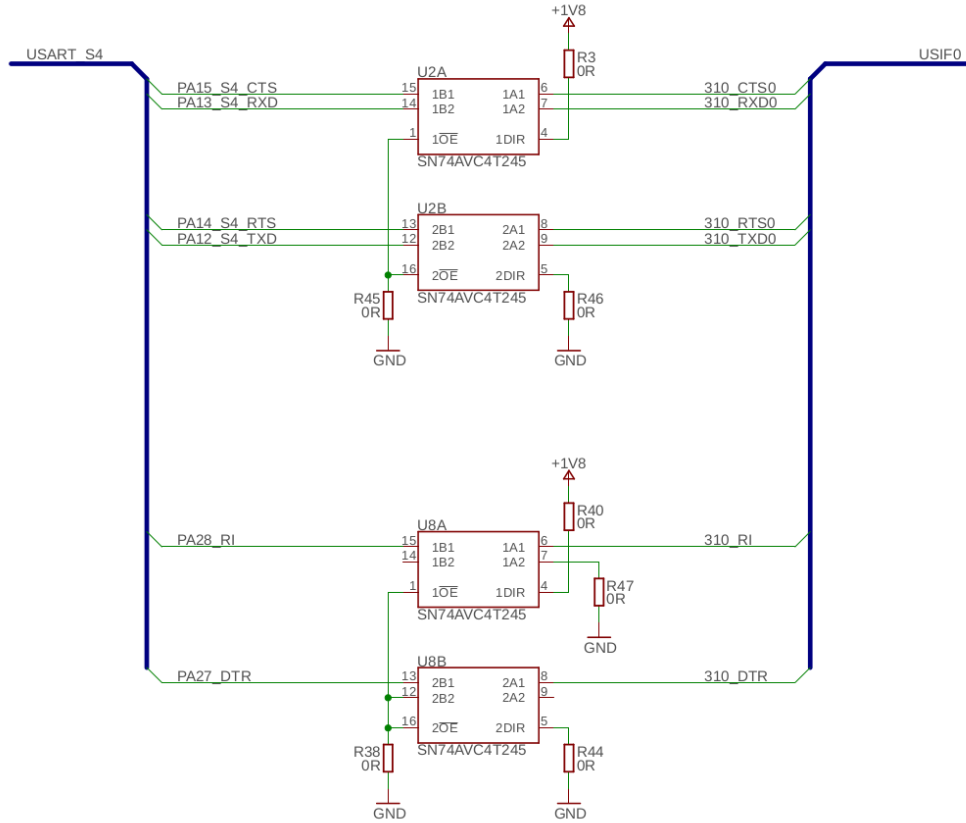 +1V8
USART_S4
USIF0
R3
0R
U2A
PA15_S4_CTS
15
1B1
1A1
6
310_CTS0
PA13_S4_RXD
14
1B2
1A2
7
310_RXD0
1
1OE
1DIR
4
SN74AVC4T245
U2B
PA14_S4_RTS
13
2B1
2A1
8
310_RTS0
PA12_S4_TXD
12
2B2
2A2
9
310_TXD0
16
2OE
2DIR
5
SN74AVC4T245
R45
0R
R46
0R
GND
GND
+1V8
R40
0R
U8A
PA28_RI
15
1B1
1A1
6
310_RI
14
1B2
1A2
7
1
1OE
1DIR
4
R47
0R
SN74AVC4T245
GND
U8B
PA27_DTR
13
2B1
2A1
8
310_DTR
12
2B2
2A2
9
16
2OE
2DIR
5
SN74AVC4T245
R38
0R
R44
0R
GND
GND